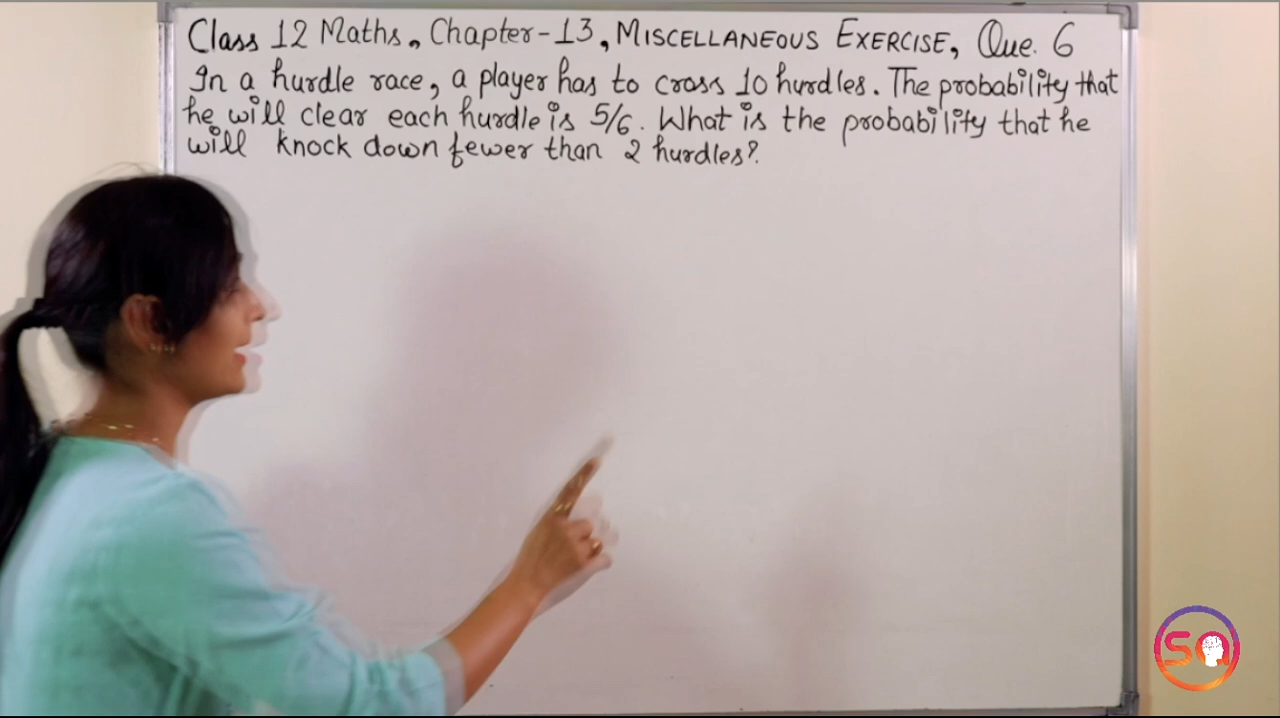 Class 12 Maths, Chapter-13, MISCELLANEOUS EXERCISE, Que. 6
In a hurdle race, a player has to cross 10 hurdles. The probability that
he will clear each hurdle is 5/6. What is the probability that he
will knock down fewer than 2 hurdles?
SQ